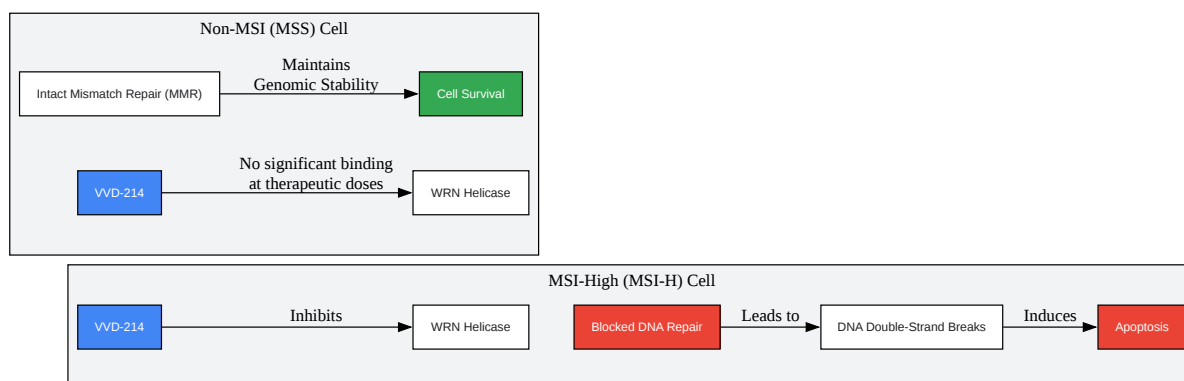 Non-MSI (MSS) Cell
Intact Mismatch Repair (MMR)
Maintains
Genomic Stability
Cell Survival
VVD-214
No significant binding
at therapeutic doses
WRN Helicase
MSI-High (MSI-H) Cell
VVD-214
Inhibits
WRN Helicase
Blocked DNA Repair
Leads to
DNA Double-Strand Breaks
Induces
Apoptosis